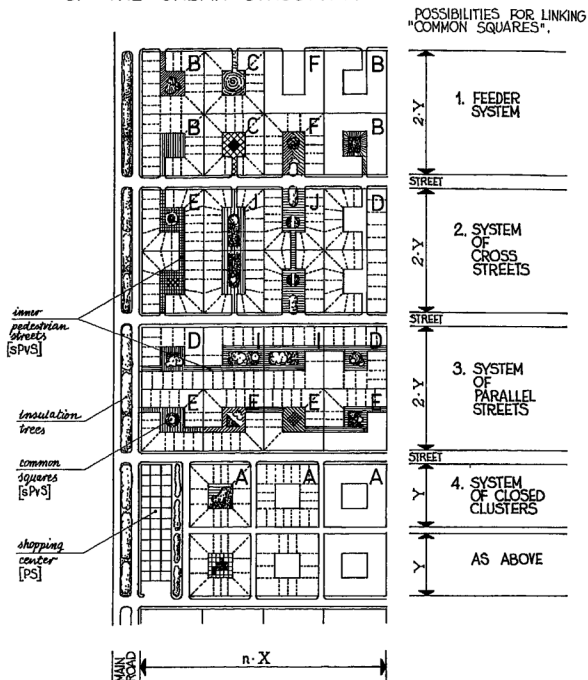 POSSIBILITIES FOR LINKING
"COMMON SQUARES".
B C F B
B C F B
2·Y
1. FEEDER
SYSTEM
STREET
E J J D
2·Y
2. SYSTEM
OF
CROSS
STREETS
STREET
inner
pedestrian
streets
[sPvS]
D I I D
E E E E
2·Y
3. SYSTEM
OF
PARALLEL
STREETS
insulation
trees
STREET
common
squares
[sPvS]
A A A
Y
4. SYSTEM
OF CLOSED
CLUSTERS
shopping
center
[PS]
Y
AS ABOVE
MAIN
ROAD
n·X